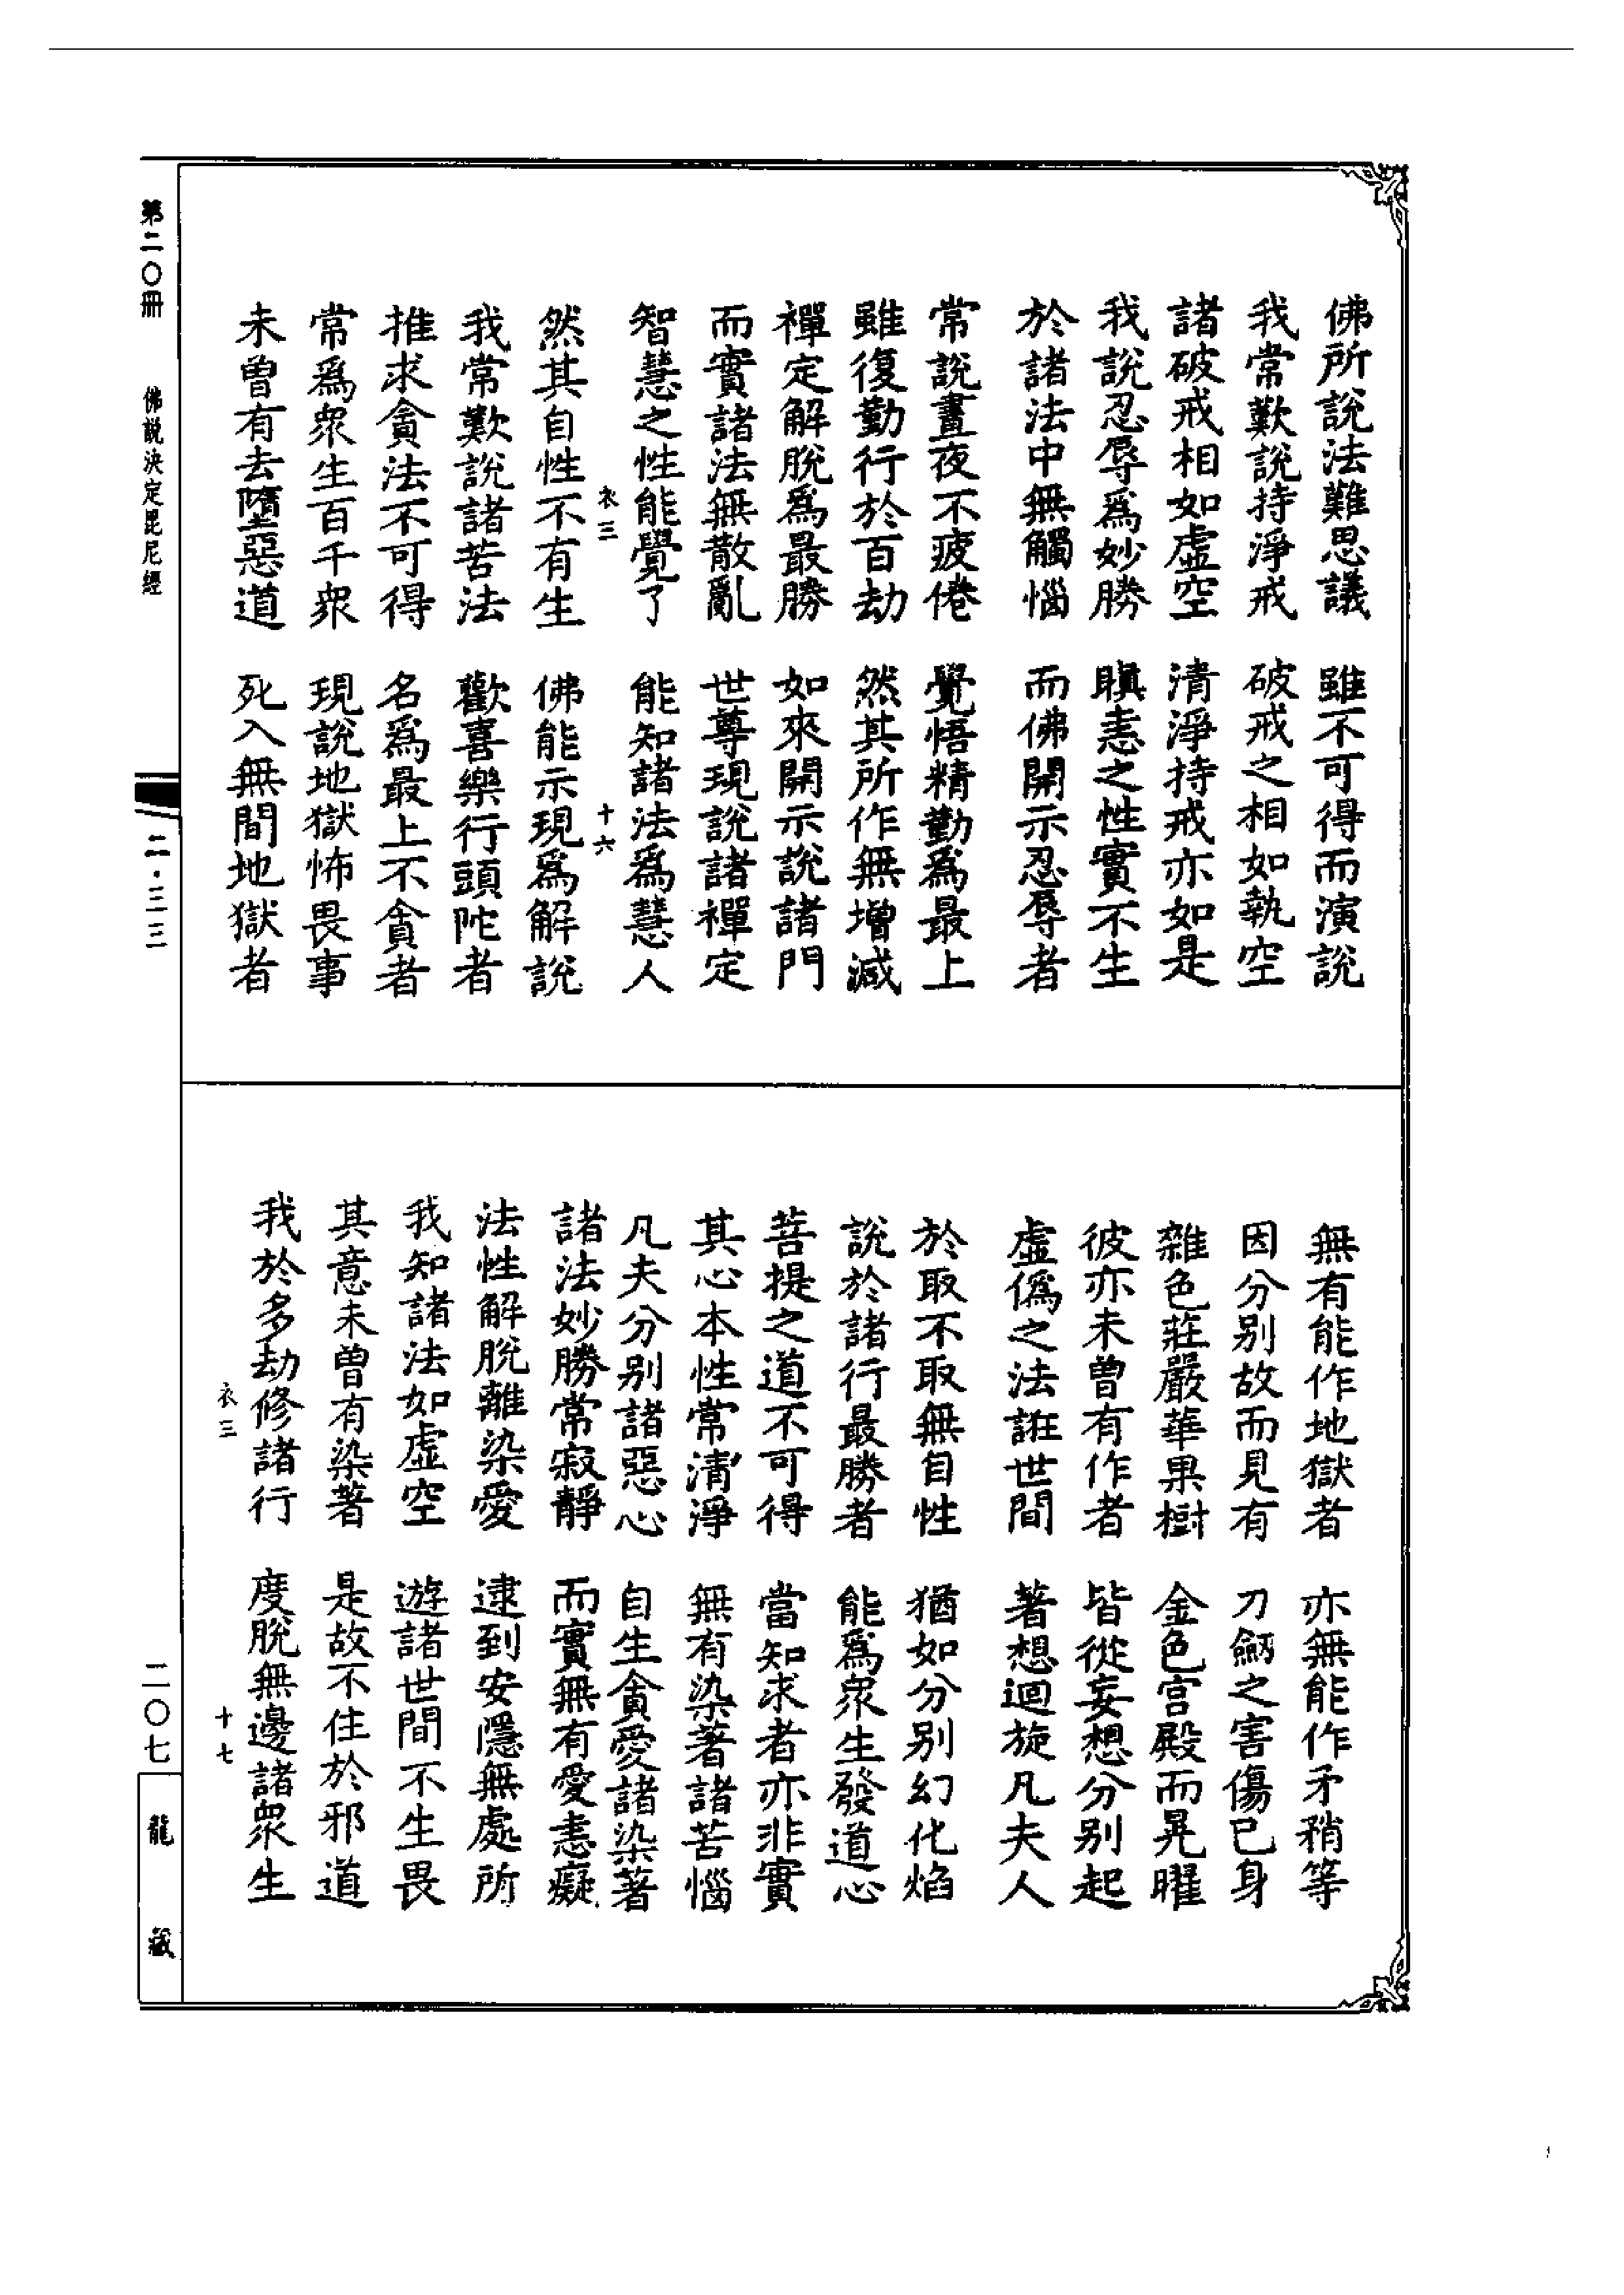 佛所說法難思議　雖不可得而演說
我常歎說持淨戒　破戒之相如執空
諸破戒相如虛空　清淨持戒亦如是
我說忍辱爲妙勝　瞋恚之性實不生
於諸法中無觸惱　而佛開示忍辱者
常說晝夜不疲倦　覺悟精勤爲最上
雖復勤行於百劫　然其所作無增減
禪定解脫爲最勝　如來開示說諸門
而實諸法無散亂　世尊現說諸禪定
智慧之性能覺了　能知諸法爲慧人
衣三　十六
然其自性不有生　佛能示現爲解說
我常歎說諸苦法　歡喜樂行頭陀者
推求貪法不可得　名爲最上不貪者
常爲衆生百千衆　現說地獄怖畏事
未曾有去墮惡道　死入無間地獄者
無有能作地獄者　亦無能作矛矟等
因分別故而見有　刀劒之害傷已身
雜色莊嚴華果樹　金色宮殿而晃曜
彼亦未曾有作者　皆從妄想分別起
虛僞之法誑世間　著想迴旋凡夫人
於取不取無自性　猶如分別幻化焰
說於諸行最勝者　能爲衆生發道心
菩提之道不可得　當知求者亦非實
其心本性常清淨　無有染著諸苦惱
凡夫分別諸惡心　自生貪愛諸染著
諸法妙勝常寂靜　而實無有愛恚癡
法性解脫離染愛　逮到安隱無處所
我知諸法如虛空　遊諸世間不生畏
其意未曾有染著　是故不住於邪道
我於多劫修諸行　度脫無邊諸衆生
衣三　十七
第二〇冊　佛說決定毘尼經　二·三三　二〇七　龍藏